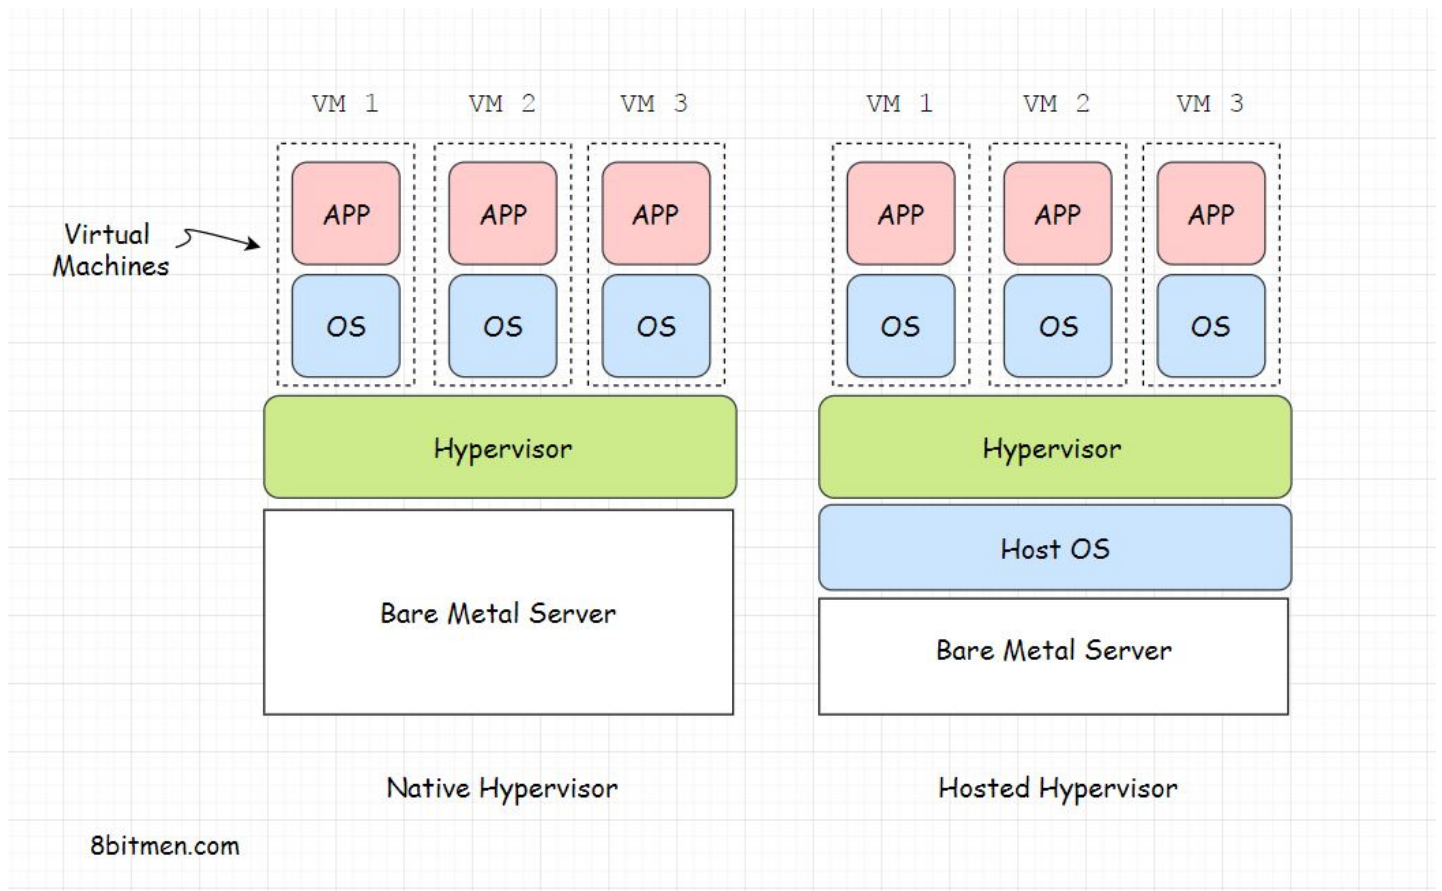 VM 1 VM 2 VM 3
VM 1 VM 2 VM 3
Virtual
Machines
APP APP APP
APP APP APP
OS OS OS
OS OS OS
Hypervisor
Hypervisor
Host OS
Bare Metal Server
Bare Metal Server
Native Hypervisor
Hosted Hypervisor
8bitmen.com